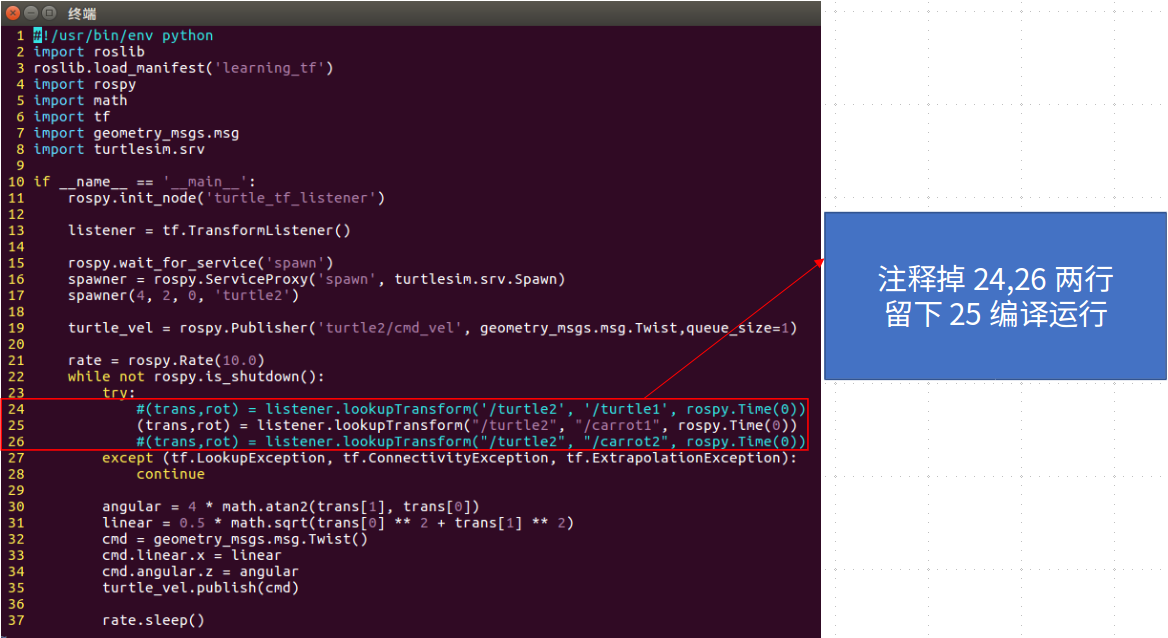 终端
1 #!/usr/bin/env python
2 import roslib
3 roslib.load_manifest('learning_tf')
4 import rospy
5 import math
6 import tf
7 import geometry_msgs.msg
8 import turtlesim.srv
9
10 if __name__ == '__main__':
11     rospy.init_node('turtle_tf_listener')
12
13     listener = tf.TransformListener()
14
15     rospy.wait_for_service('spawn')
16     spawner = rospy.ServiceProxy('spawn', turtlesim.srv.Spawn)
17     spawner(4, 2, 0, 'turtle2')
18
19     turtle_vel = rospy.Publisher('turtle2/cmd_vel', geometry_msgs.msg.Twist,queue_size=1)
20
21     rate = rospy.Rate(10.0)
22     while not rospy.is_shutdown():
23         try:
24             #(trans,rot) = listener.lookupTransform('/turtle2', '/turtle1', rospy.Time(0))
25             (trans,rot) = listener.lookupTransform("/turtle2", "/carrot1", rospy.Time(0))
26             #(trans,rot) = listener.lookupTransform("/turtle2", "/carrot2", rospy.Time(0))
27         except (tf.LookupException, tf.ConnectivityException, tf.ExtrapolationException):
28             continue
29
30         angular = 4 * math.atan2(trans[1], trans[0])
31         linear = 0.5 * math.sqrt(trans[0] ** 2 + trans[1] ** 2)
32         cmd = geometry_msgs.msg.Twist()
33         cmd.linear.x = linear
34         cmd.angular.z = angular
35         turtle_vel.publish(cmd)
36
37         rate.sleep()
注释掉 24,26 两行
留下 25 编译运行